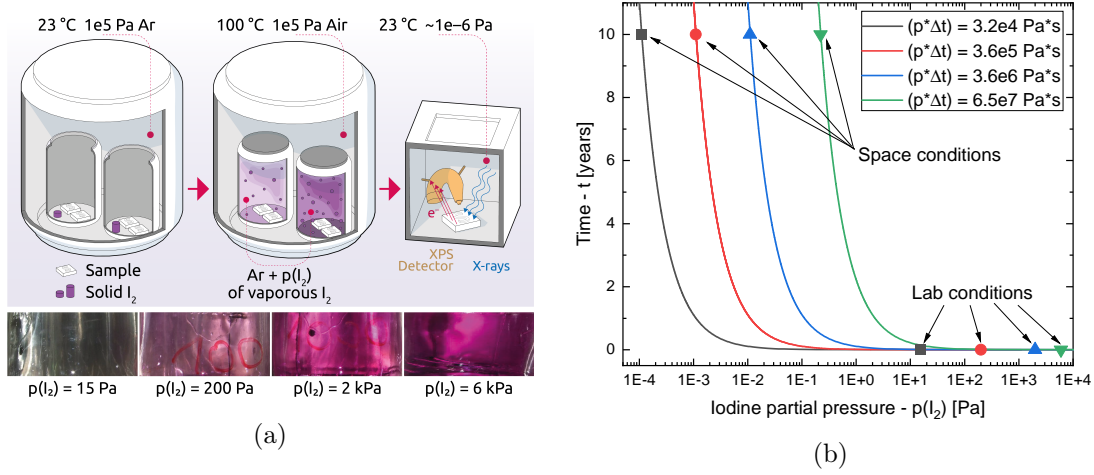 23 °C 1e5 Pa Ar
100 °C 1e5 Pa Air
23 °C ~1e–6 Pa
e⁻
XPS
Detector
X-rays
Sample
Solid I₂
Ar + p(I₂)
of vaporous I₂
100
p(I₂) = 15 Pa
p(I₂) = 200 Pa
p(I₂) = 2 kPa
p(I₂) = 6 kPa
(a)
(p*Δt) = 3.2e4 Pa*s
(p*Δt) = 3.6e5 Pa*s
(p*Δt) = 3.6e6 Pa*s
(p*Δt) = 6.5e7 Pa*s
Space conditions
Lab conditions
Time - t [years]
10
8
6
4
2
0
1E-4
1E-3
1E-2
1E-1
1E+0
1E+1
1E+2
1E+3
1E+4
Iodine partial pressure - p(I₂) [Pa]
(b)